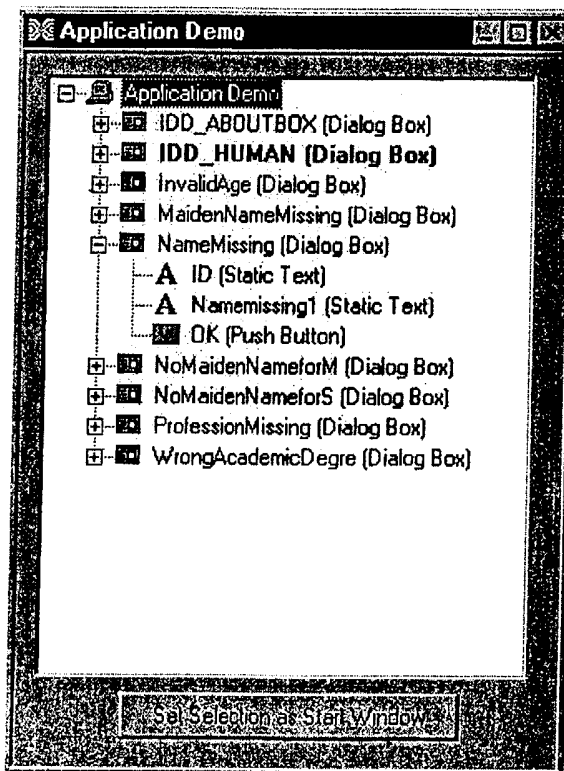 Application Demo
Application Demo
IDD_ABOUTBOX (Dialog Box)
IDD_HUMAN (Dialog Box)
InvalidAge (Dialog Box)
MaidenNameMissing (Dialog Box)
NameMissing (Dialog Box)
A ID (Static Text)
A Namemissing1 (Static Text)
OK (Push Button)
NoMaidenNameforM (Dialog Box)
NoMaidenNameforS (Dialog Box)
ProfessionMissing (Dialog Box)
WrongAcademicDegre (Dialog Box)
Set Selection as Start Window